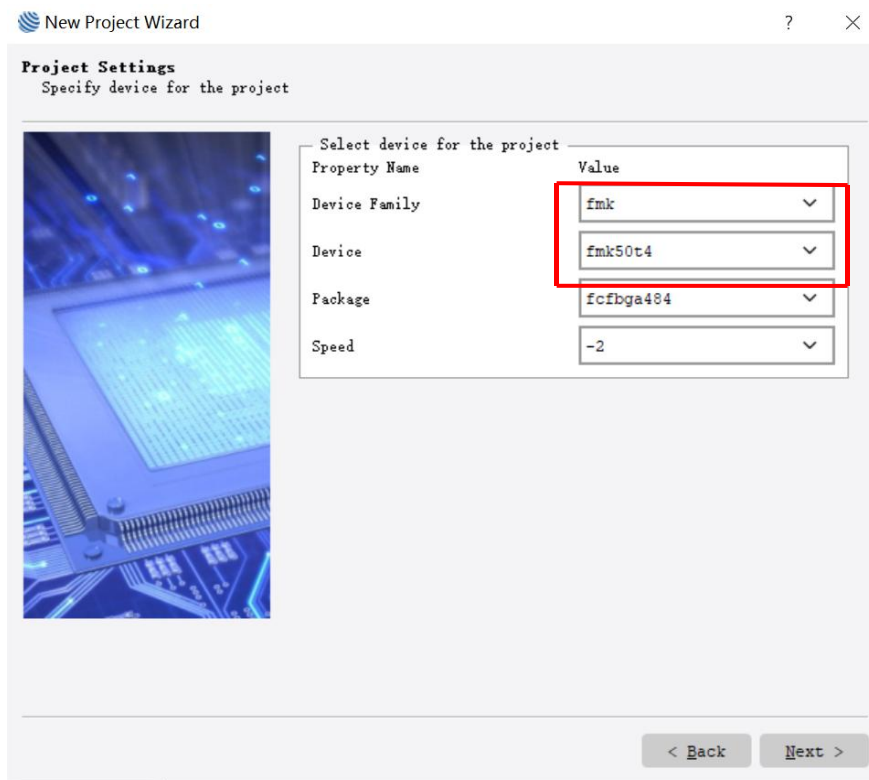 New Project Wizard
?
Project Settings
Specify device for the project
Select device for the project
Property Name Value
Device Family fmk
Device fmk50t4
Package fcfbga484
Speed -2
< Back Next >